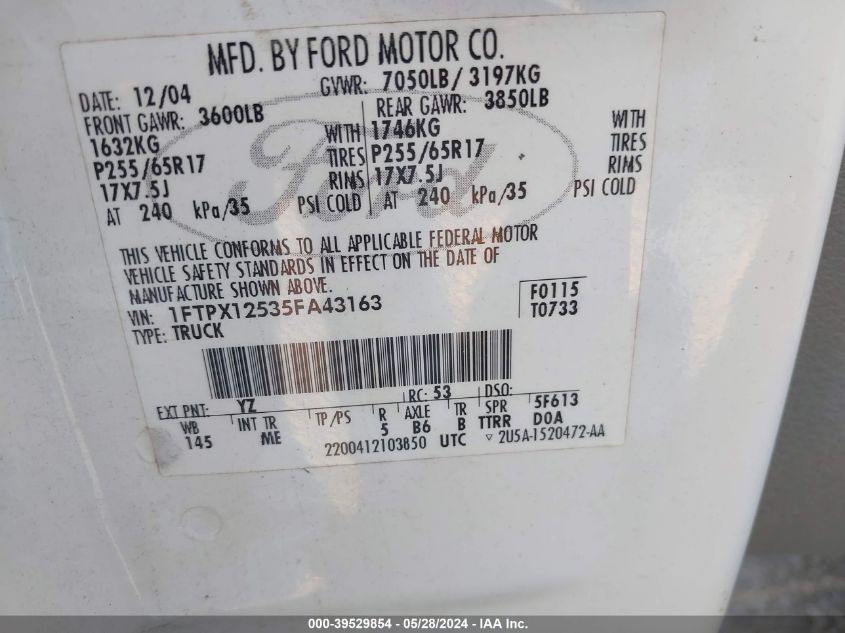 MFD. BY FORD MOTOR CO.
DATE: 12/04 GVWR: 7050LB/ 3197KG
FRONT GAWR: 3600LB REAR GAWR: 3850LB
1632KG WITH 1746KG WITH
P255/65R17 TIRES P255/65R17 TIRES
17X7.5J RIMS 17X7.5J RIMS
AT 240 kPa/35 PSI COLD AT 240 kPa/35 PSI COLD
Ford
THIS VEHICLE CONFORMS TO ALL APPLICABLE FEDERAL MOTOR
VEHICLE SAFETY STANDARDS IN EFFECT ON THE DATE OF
MANUFACTURE SHOWN ABOVE.
VIN: 1FTPX12535FA43163 F0115
TYPE: TRUCK T0733
EXT PNT: YZ RC: 53 DSO:
WB INT TR TP/PS R AXLE TR SPR 5F613
145 ME 5 B6 B TTRR DOA
2200412103850 UTC ▽ 2U5A-1520472-AA
000-39529854 - 05/28/2024 - IAA Inc.